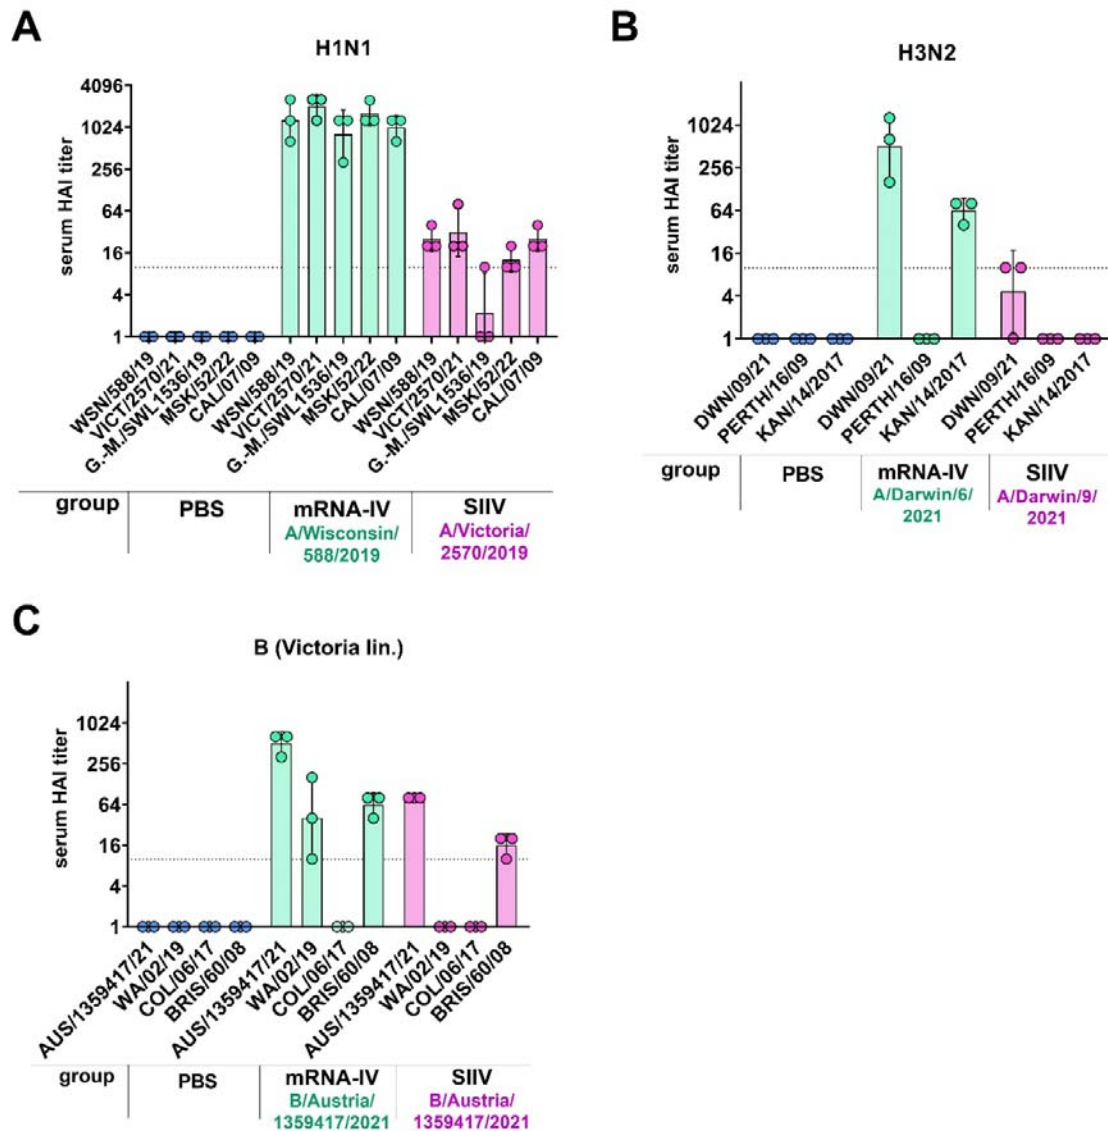 A
H1N1
serum HAI titer
4096
1024
256
64
16
4
1
WSN/588/19
VICT/2570/21
G.-M./SWL1536/19
MSK/52/22
CAL/07/09
WSN/588/19
VICT/2570/21
G.-M./SWL1536/19
MSK/52/22
CAL/07/09
WSN/588/19
VICT/2570/21
G.-M./SWL1536/19
MSK/52/22
CAL/07/09
group
PBS
mRNA-IV
A/Wisconsin/
588/2019
SIIV
A/Victoria/
2570/2019
B
H3N2
serum HAI titer
1024
256
64
16
4
1
DWN/09/21
PERTH/16/09
KAN/14/2017
DWN/09/21
PERTH/16/09
KAN/14/2017
DWN/09/21
PERTH/16/09
KAN/14/2017
group
PBS
mRNA-IV
A/Darwin/6/
2021
SIIV
A/Darwin/9/
2021
C
B (Victoria lin.)
serum HAI titer
1024
256
64
16
4
1
AUS/1359417/21
WA/02/19
COL/06/17
BRIS/60/08
AUS/1359417/21
WA/02/19
COL/06/17
BRIS/60/08
AUS/1359417/21
WA/02/19
COL/06/17
BRIS/60/08
group
PBS
mRNA-IV
B/Austria/
1359417/2021
SIIV
B/Austria/
1359417/2021